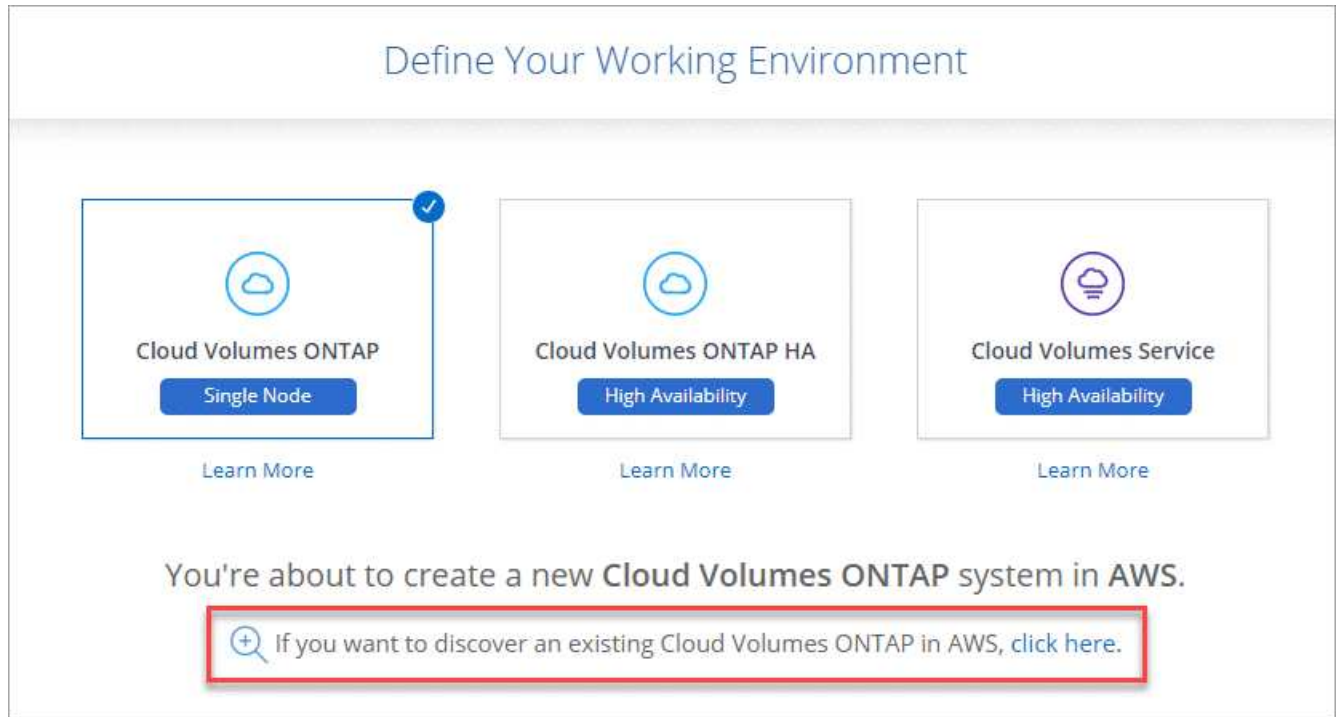 Define Your Working Environment
Cloud Volumes ONTAP
Single Node
Learn More
Cloud Volumes ONTAP HA
High Availability
Learn More
Cloud Volumes Service
High Availability
Learn More
You're about to create a new Cloud Volumes ONTAP system in AWS.
If you want to discover an existing Cloud Volumes ONTAP in AWS, click here.